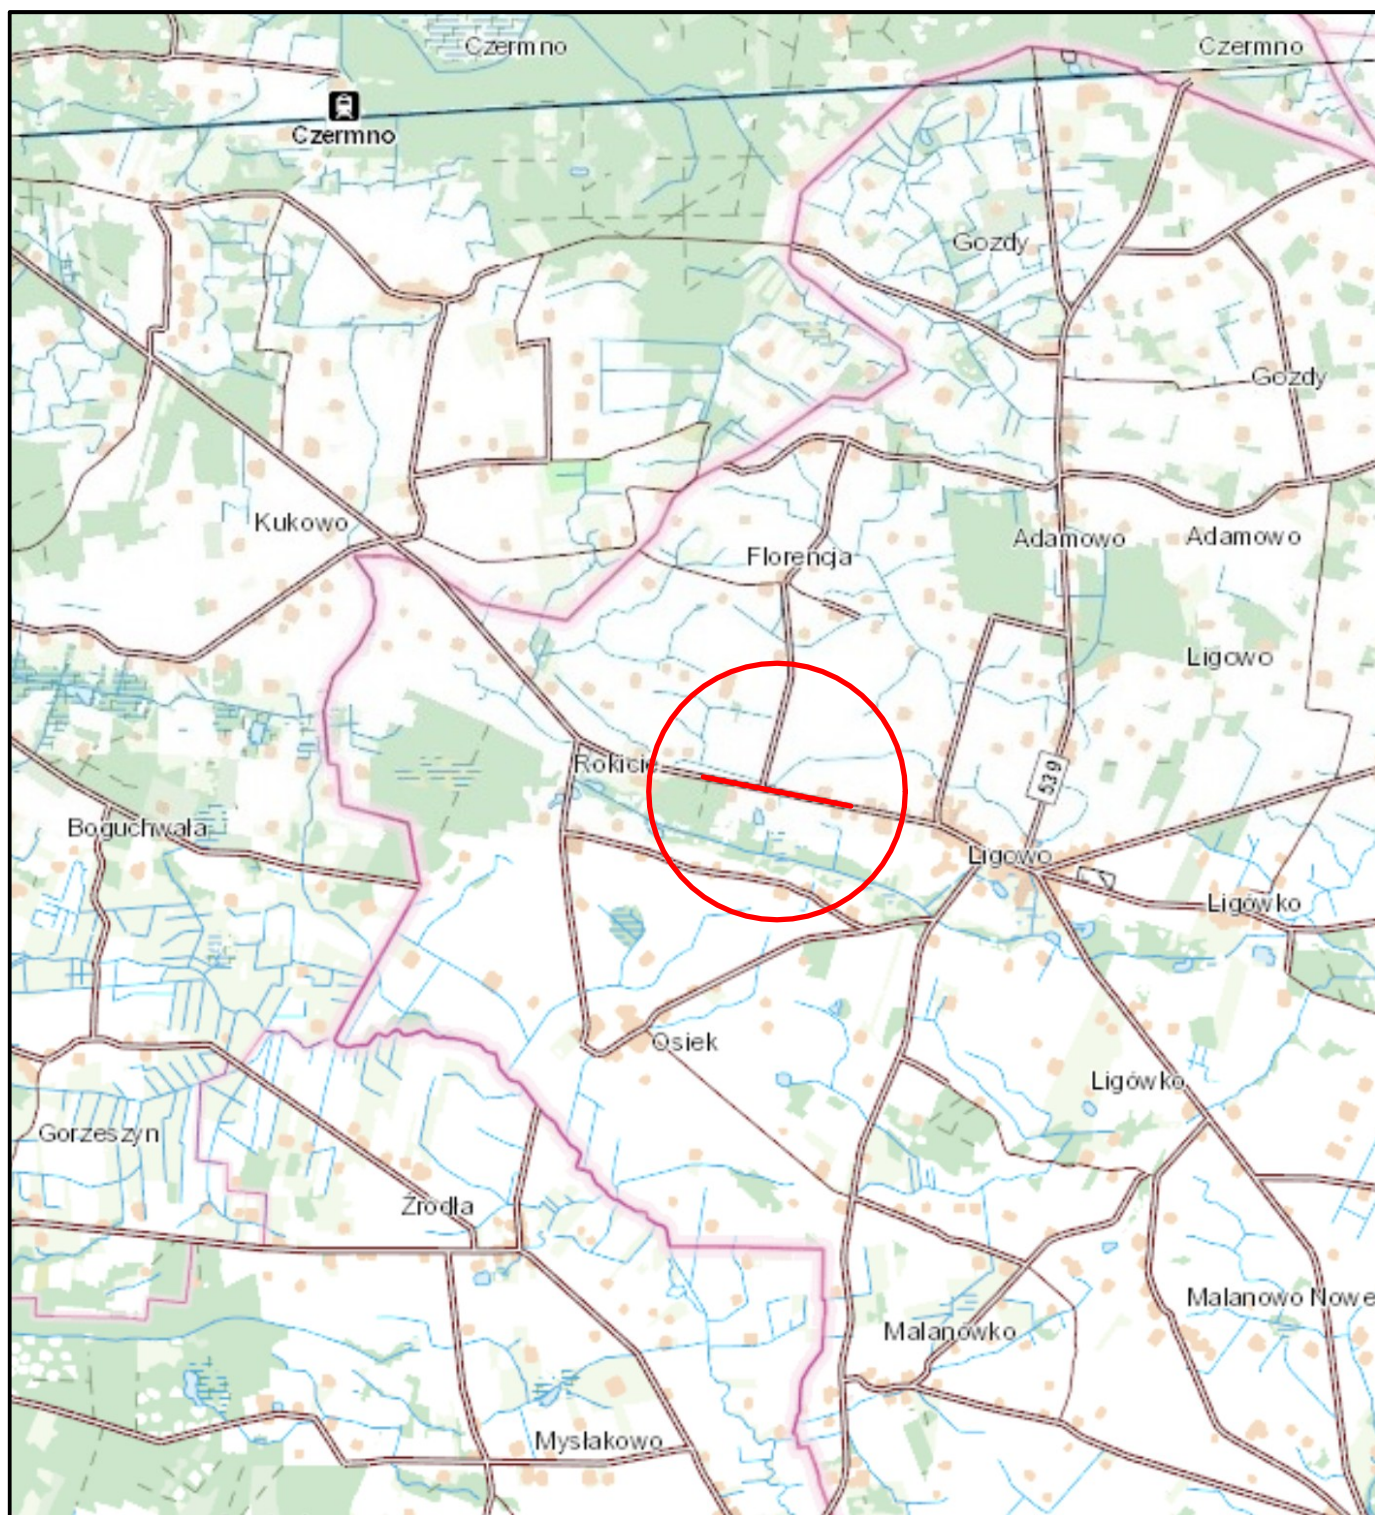 Czermno
Czermno
Czermno
Gozdy
Gozdy
Kukowo
Adamowo
Adamowo
Florencja
Ligowo
Rokicie
539
Boguchwała
Ligowo
Ligówko
Osiek
Ligówko
Gorzeszyn
Źródła
Malanowo Nowe
Malanówko
Mysłakowo